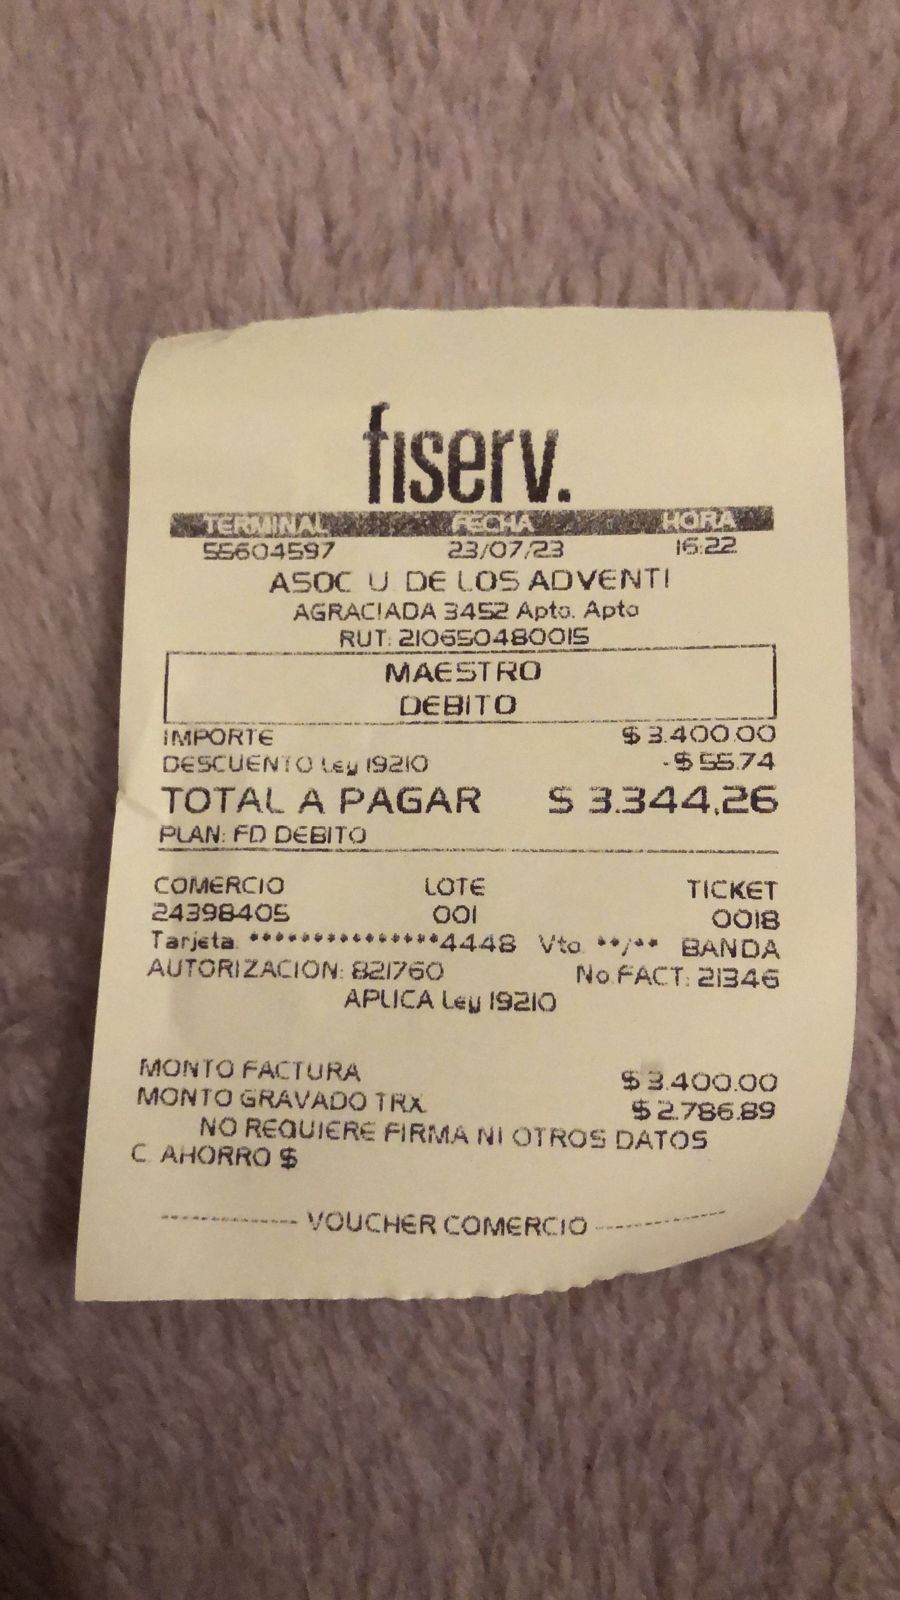 fiserv.
TERMINAL FECHA HORA
55604597 23/07/23 16:22
ASOC U. DE LOS ADVENTI
AGRACIADA 3452 Apto. Apto
RUT: 210650480015
MAESTRO
DEBITO
IMPORTE $ 3.400.00
DESCUENTO Ley 19210 -$ 55.74
TOTAL A PAGAR $ 3.344,26
PLAN: FD DEBITO
COMERCIO LOTE TICKET
24398405 001 0018
Tarjeta. ***************4448 Vto. **/** BANDA
AUTORIZACION: 821760 No.FACT: 21346
APLICA Ley 19210
MONTO FACTURA $ 3.400.00
MONTO GRAVADO TRX. $ 2.786.89
NO REQUIERE FIRMA NI OTROS DATOS
C. AHORRO $
------------ VOUCHER COMERCIO ------------